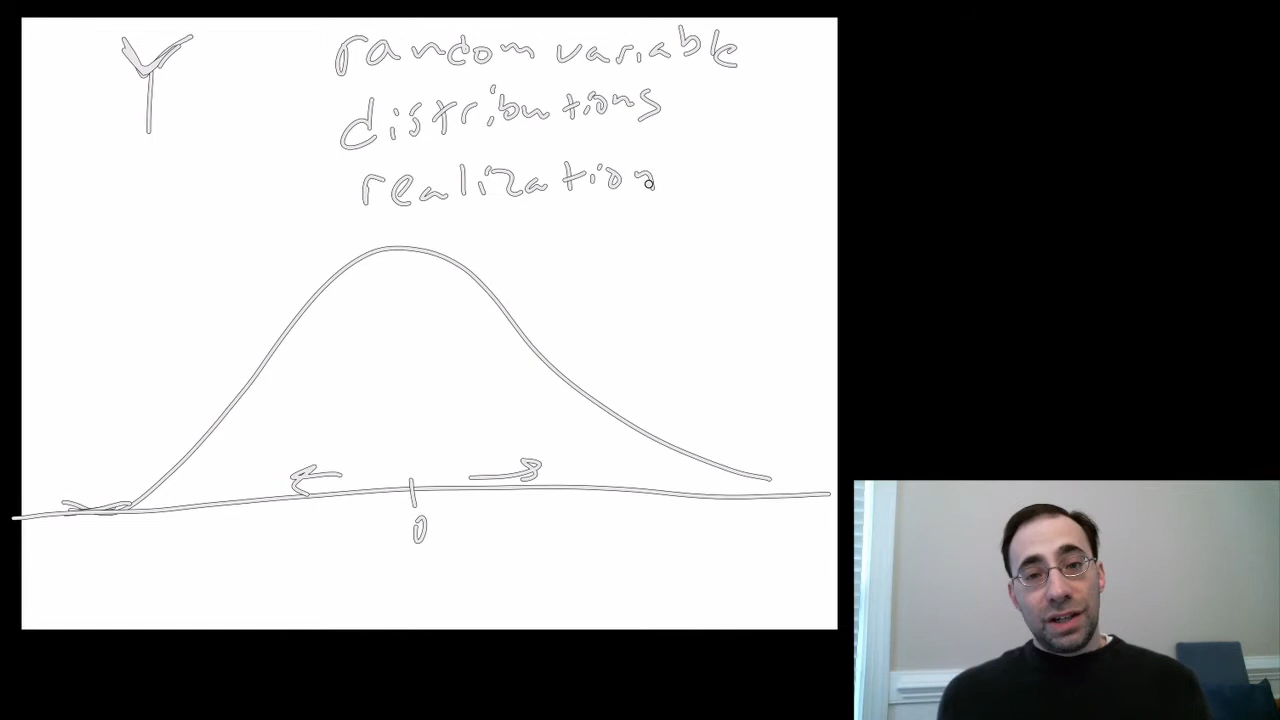 Y
random variable
distributions
realization
0